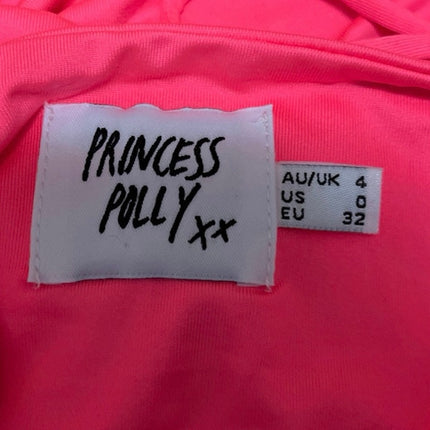 PRINCESS
POLLY xx
AU/UK 4
US 0
EU 32